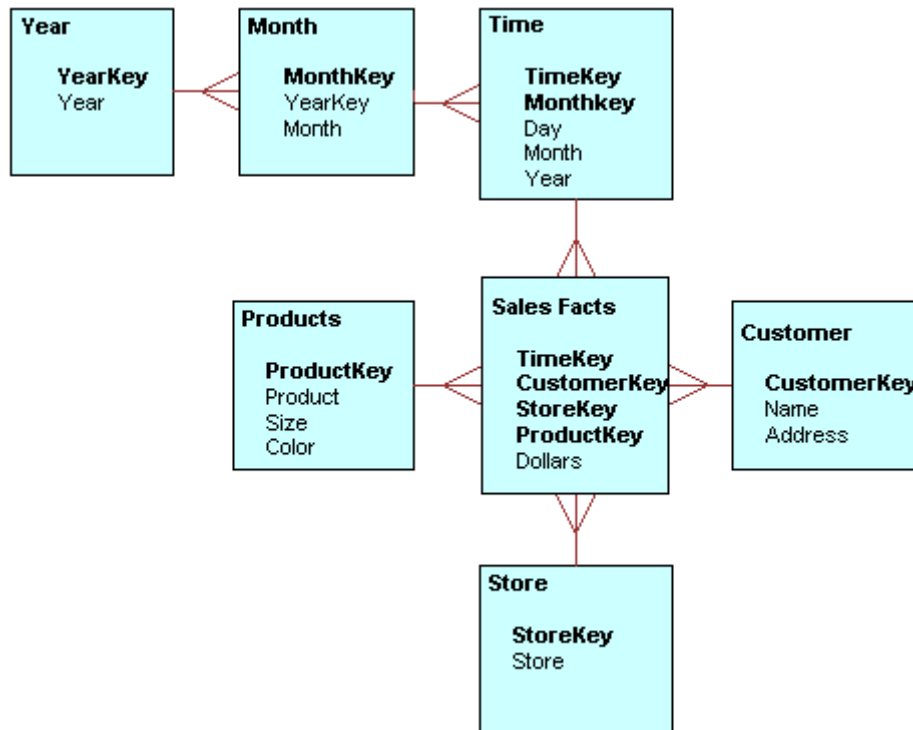 Year
YearKey
Year
Month
MonthKey
YearKey
Month
Time
TimeKey
Monthkey
Day
Month
Year
Products
ProductKey
Product
Size
Color
Sales Facts
TimeKey
CustomerKey
StoreKey
ProductKey
Dollars
Customer
CustomerKey
Name
Address
Store
StoreKey
Store